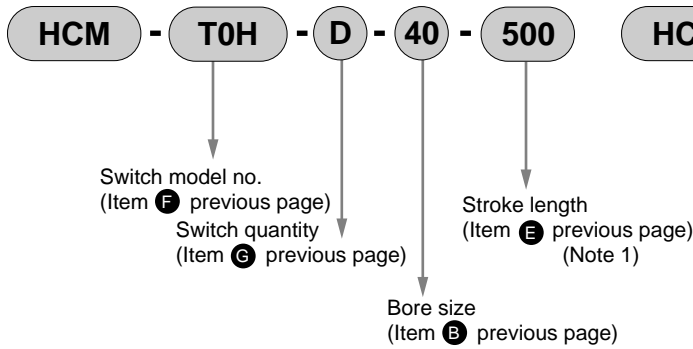 HCM - T0H - D - 40 - 500 HC
Switch model no.
(Item F previous page)
Switch quantity
(Item G previous page)
Stroke length
(Item E previous page)
(Note 1)
Bore size
(Item B previous page)